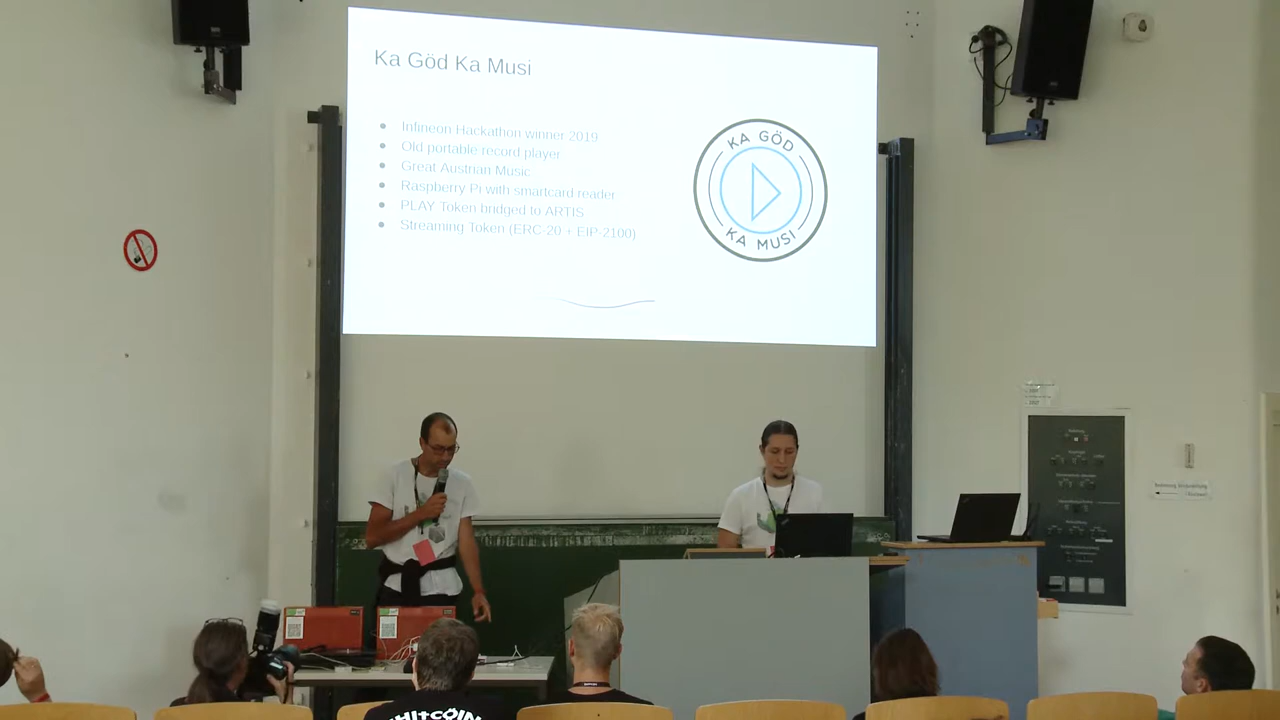 Ka Göd Ka Musi
Infineon Hackathon winner 2019
Old portable record player
Great Austrian Music
Raspberry Pi with smartcard reader
PLAY Token bridged to ARTIS
Streaming Token (ERC-20 + EIP-2100)
KA GÖD
KA MUSI